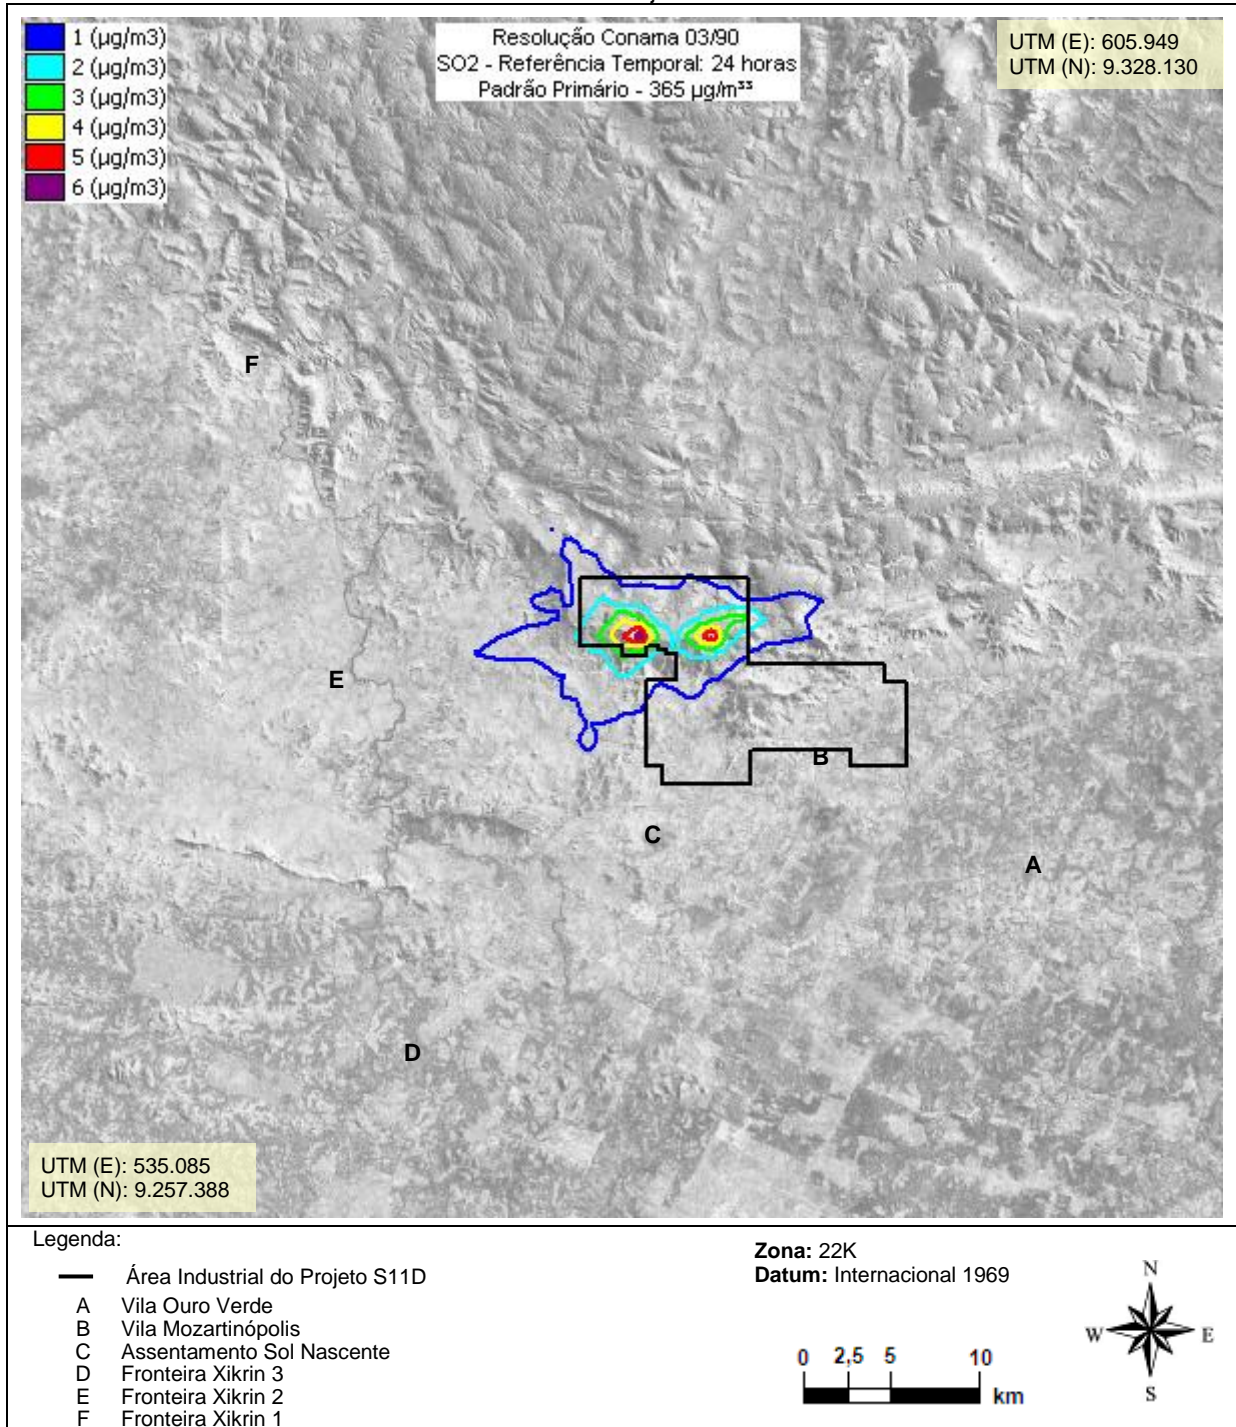 1 (µg/m3)
2 (µg/m3)
3 (µg/m3)
4 (µg/m3)
5 (µg/m3)
6 (µg/m3)
Resolução Conama 03/90
SO2 - Referência Temporal: 24 horas
Padrão Primário - 365 µg/m³³
UTM (E): 605.949
UTM (N): 9.328.130
F
E
B
C
A
D
UTM (E): 535.085
UTM (N): 9.257.388
Legenda:
Área Industrial do Projeto S11D
A Vila Ouro Verde
B Vila Mozartinópolis
C Assentamento Sol Nascente
D Fronteira Xikrin 3
E Fronteira Xikrin 2
F Fronteira Xikrin 1
Zona: 22K
Datum: Internacional 1969
0 2,5 5 10
km
N
W E
S